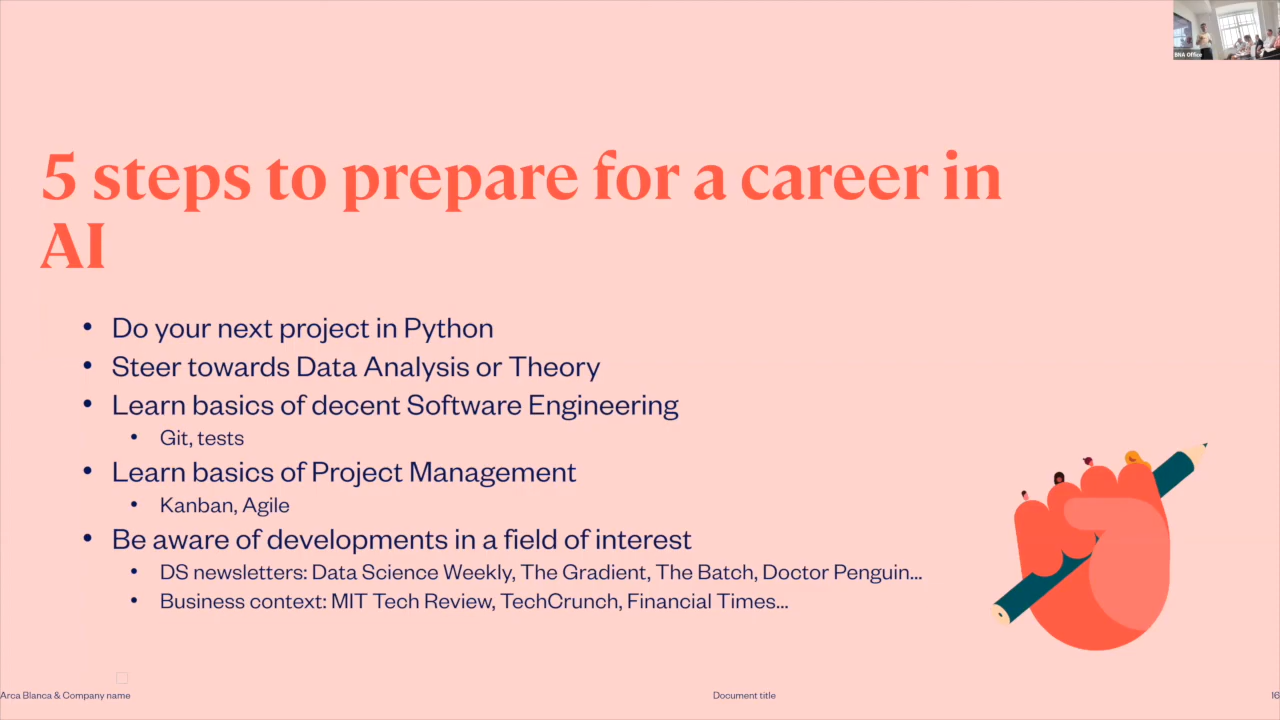 BNA Office
5 steps to prepare for a career in
AI
• Do your next project in Python
• Steer towards Data Analysis or Theory
• Learn basics of decent Software Engineering
• Git, tests
• Learn basics of Project Management
• Kanban, Agile
• Be aware of developments in a field of interest
• DS newsletters: Data Science Weekly, The Gradient, The Batch, Doctor Penguin...
• Business context: MIT Tech Review, TechCrunch, Financial Times...
Arca Blanca & Company name
Document title
16